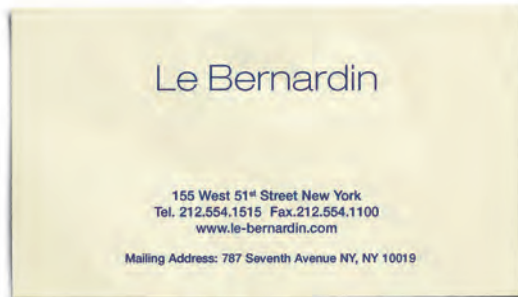 Le Bernardin
155 West 51st Street New York
Tel. 212.554.1515 Fax.212.554.1100
www.le-bernardin.com
Mailing Address: 787 Seventh Avenue NY, NY 10019